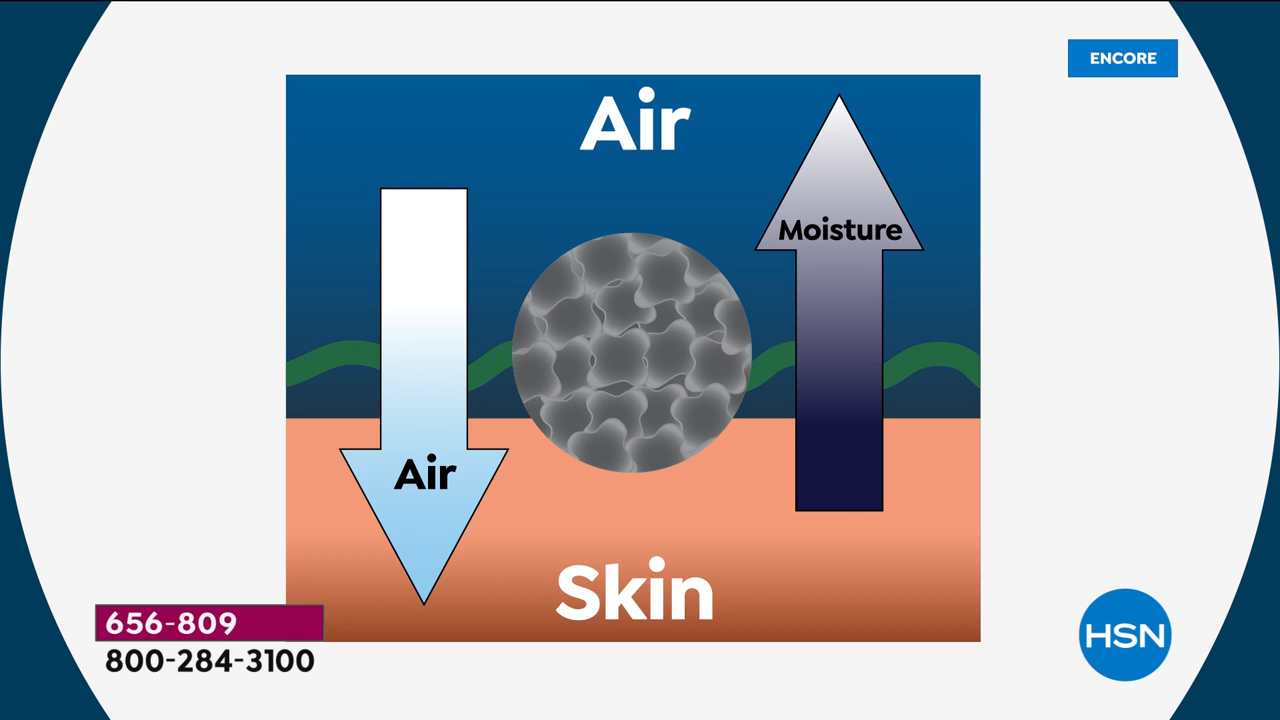 ENCORE
Air
Moisture
Air
Skin
656-809
800-284-3100
HSN